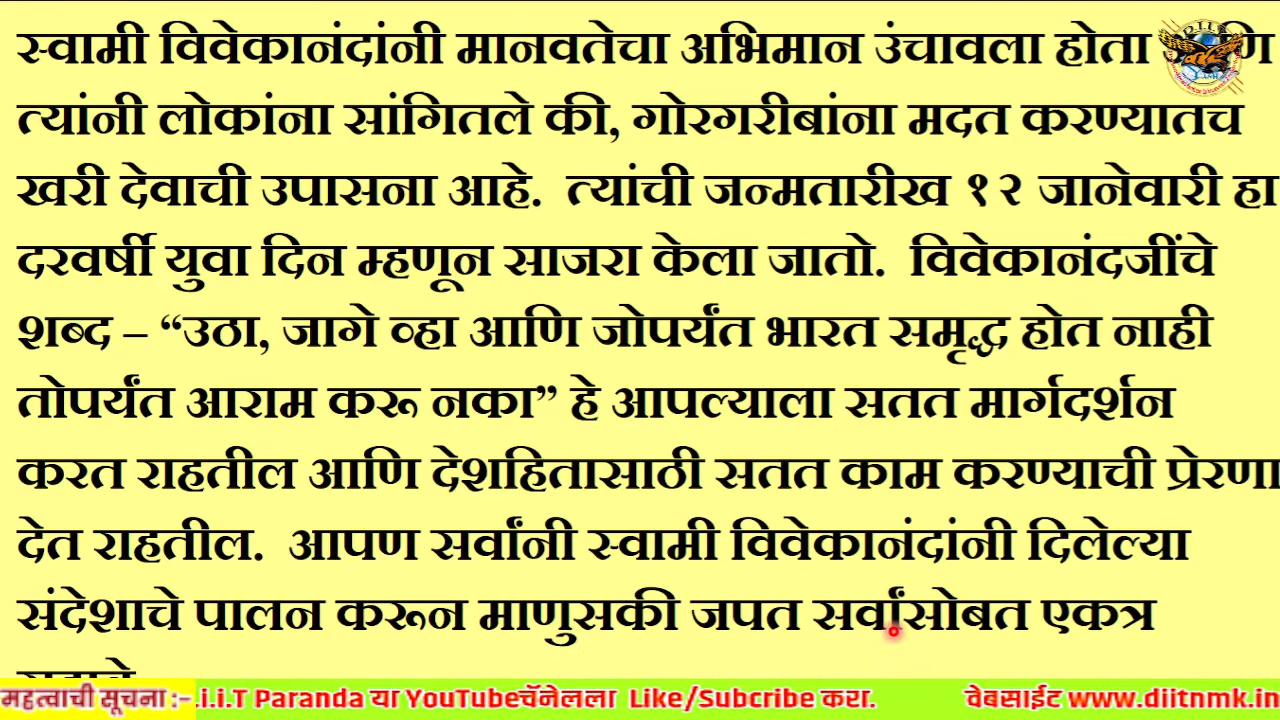 स्वामी विवेकानंदांनी मानवतेचा अभिमान उंचावला होता
त्यांनी लोकांना सांगितले की, गोरगरीबांना मदत करण्यातच
खरी देवाची उपासना आहे. त्यांची जन्मतारीख १२ जानेवारी हा
दरवर्षी युवा दिन म्हणून साजरा केला जातो. विवेकानंदजींचे
शब्द – “उठा, जागे व्हा आणि जोपर्यंत भारत समृद्ध होत नाही
तोपर्यंत आराम करू नका” हे आपल्याला सतत मार्गदर्शन
करत राहतील आणि देशहितासाठी सतत काम करण्याची प्रेरणा
देत राहतील. आपण सर्वांनी स्वामी विवेकानंदांनी दिलेल्या
संदेशाचे पालन करून माणुसकी जपत सर्वांसोबत एकत्र
महत्वाची सूचना :- .i.i.T Paranda या YouTubeचॅनेलला Like/Subcribe करा. वेबसाईट www.diitnmk.in